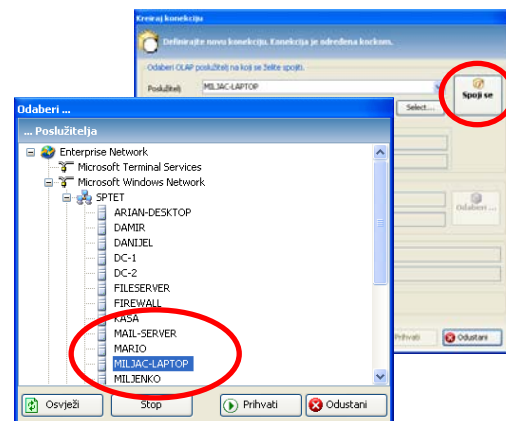 Kreiraj konekciju
Definirajte novu konekciju. Konekcija je određena kockom.
Odaberi OLAP poslužitelj na koji se želite spojiti.
Poslužitelj
MILJAC-LAPTOP
Spoji se
Select...
Odaberi ...
Prihvati
Odustani
Odaberi ...
... Poslužitelja
Enterprise Network
Microsoft Terminal Services
Microsoft Windows Network
SPTET
ARIAN-DESKTOP
DAMIR
DANIJEL
DC-1
DC-2
FILESERVER
FIREWALL
KASA
MAIL-SERVER
MARIO
MILJAC-LAPTOP
MILJENKO
Osvježi
Stop
Prihvati
Odustani